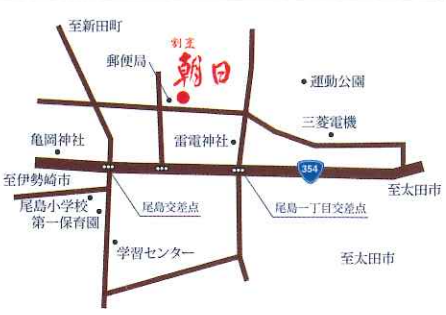 至新田町
割烹
朝日
郵便局
運動公園
三菱電機
亀岡神社
雷電神社
354
至伊勢崎市
至太田市
尾島小学校
尾島交差点
尾島一丁目交差点
第一保育園
学習センター
至太田市